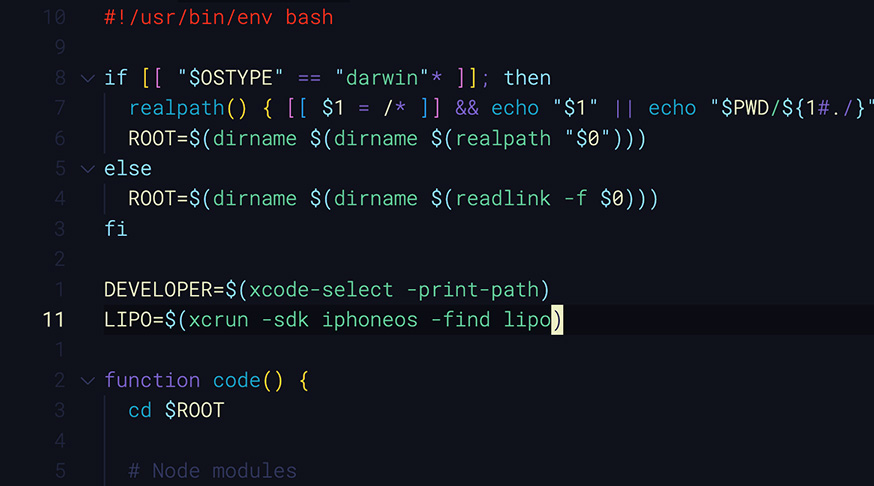 10 #!/usr/bin/env bash
9
8 if [[ "$OSTYPE" == "darwin"* ]]; then
7 realpath() { [[ $1 = /* ]] && echo "$1" || echo "$PWD/${1#./}"
6 ROOT=$(dirname $(dirname $(realpath "$0")))
5 else
4 ROOT=$(dirname $(dirname $(readlink -f $0)))
3 fi
2
1 DEVELOPER=$(xcode-select -print-path)
11 LIPO=$(xcrun -sdk iphoneos -find lipo)
1
2 function code() {
3 cd $ROOT
4
5 # Node modules